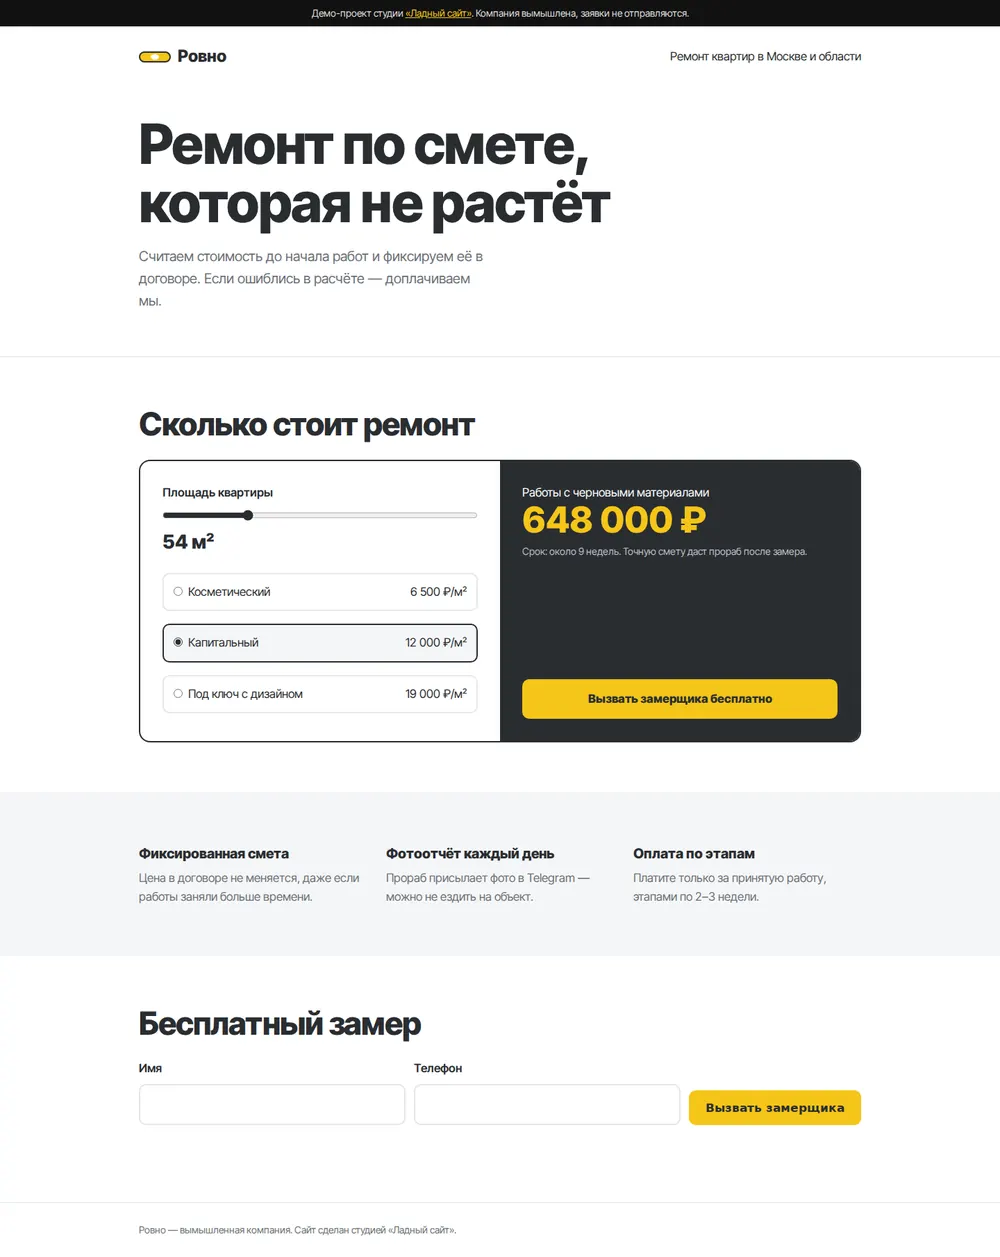 Демо-проект студии «Ладный сайт». Компания вымышлена, заявки не отправляются.
Ровно
Ремонт квартир в Москве и области
Ремонт по смете,
которая не растёт
Считаем стоимость до начала работ и фиксируем её в
договоре. Если ошиблись в расчёте — доплачиваем
мы.
Сколько стоит ремонт
Площадь квартиры
54 м²
Косметический 6 500 ₽/м²
Капитальный 12 000 ₽/м²
Под ключ с дизайном 19 000 ₽/м²
Работы с черновыми материалами
648 000 ₽
Срок: около 9 недель. Точную смету даст прораб после замера.
Вызвать замерщика бесплатно
Фиксированная смета
Цена в договоре не меняется, даже если
работы заняли больше времени.
Фотоотчёт каждый день
Прораб присылает фото в Telegram —
можно не ездить на объект.
Оплата по этапам
Платите только за принятую работу,
этапами по 2–3 недели.
Бесплатный замер
Имя
Телефон
Вызвать замерщика
Ровно — вымышленная компания. Сайт сделан студией «Ладный сайт».